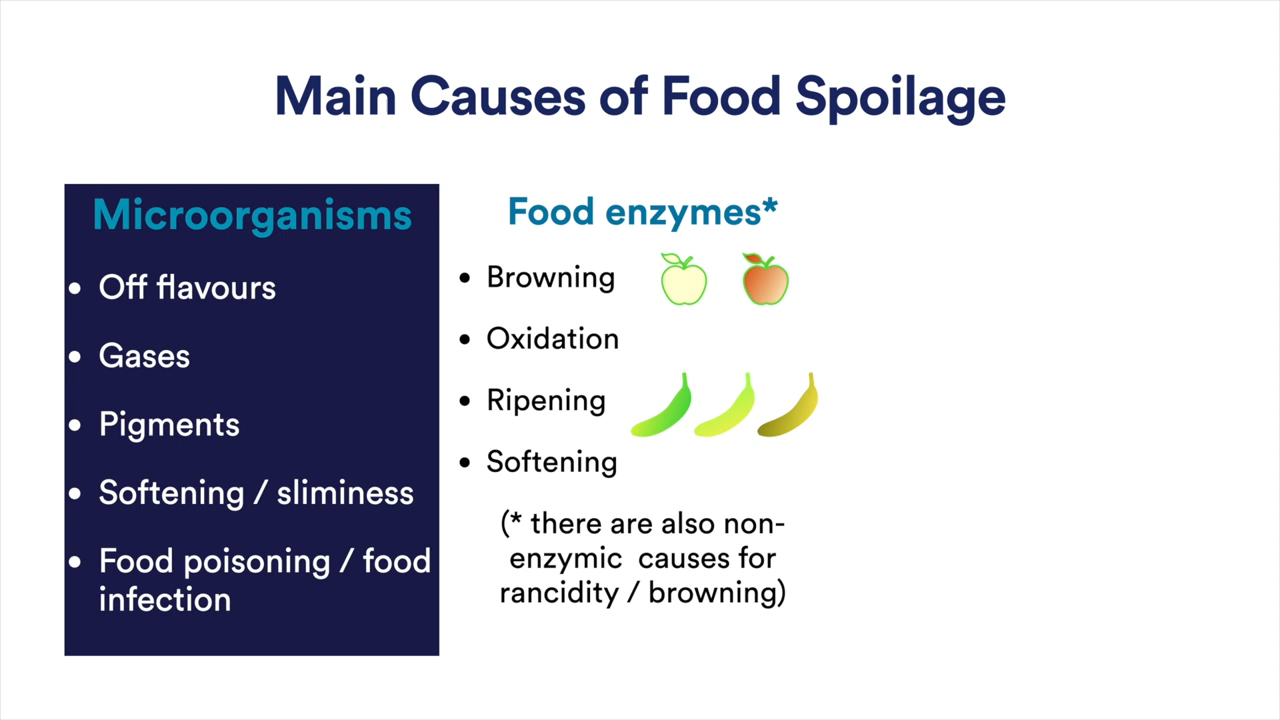 Main Causes of Food Spoilage
Microorganisms
• Off flavours
• Gases
• Pigments
• Softening / sliminess
• Food poisoning / food
infection
Food enzymes*
• Browning
• Oxidation
• Ripening
• Softening
(* there are also non-
enzymic causes for
rancidity / browning)